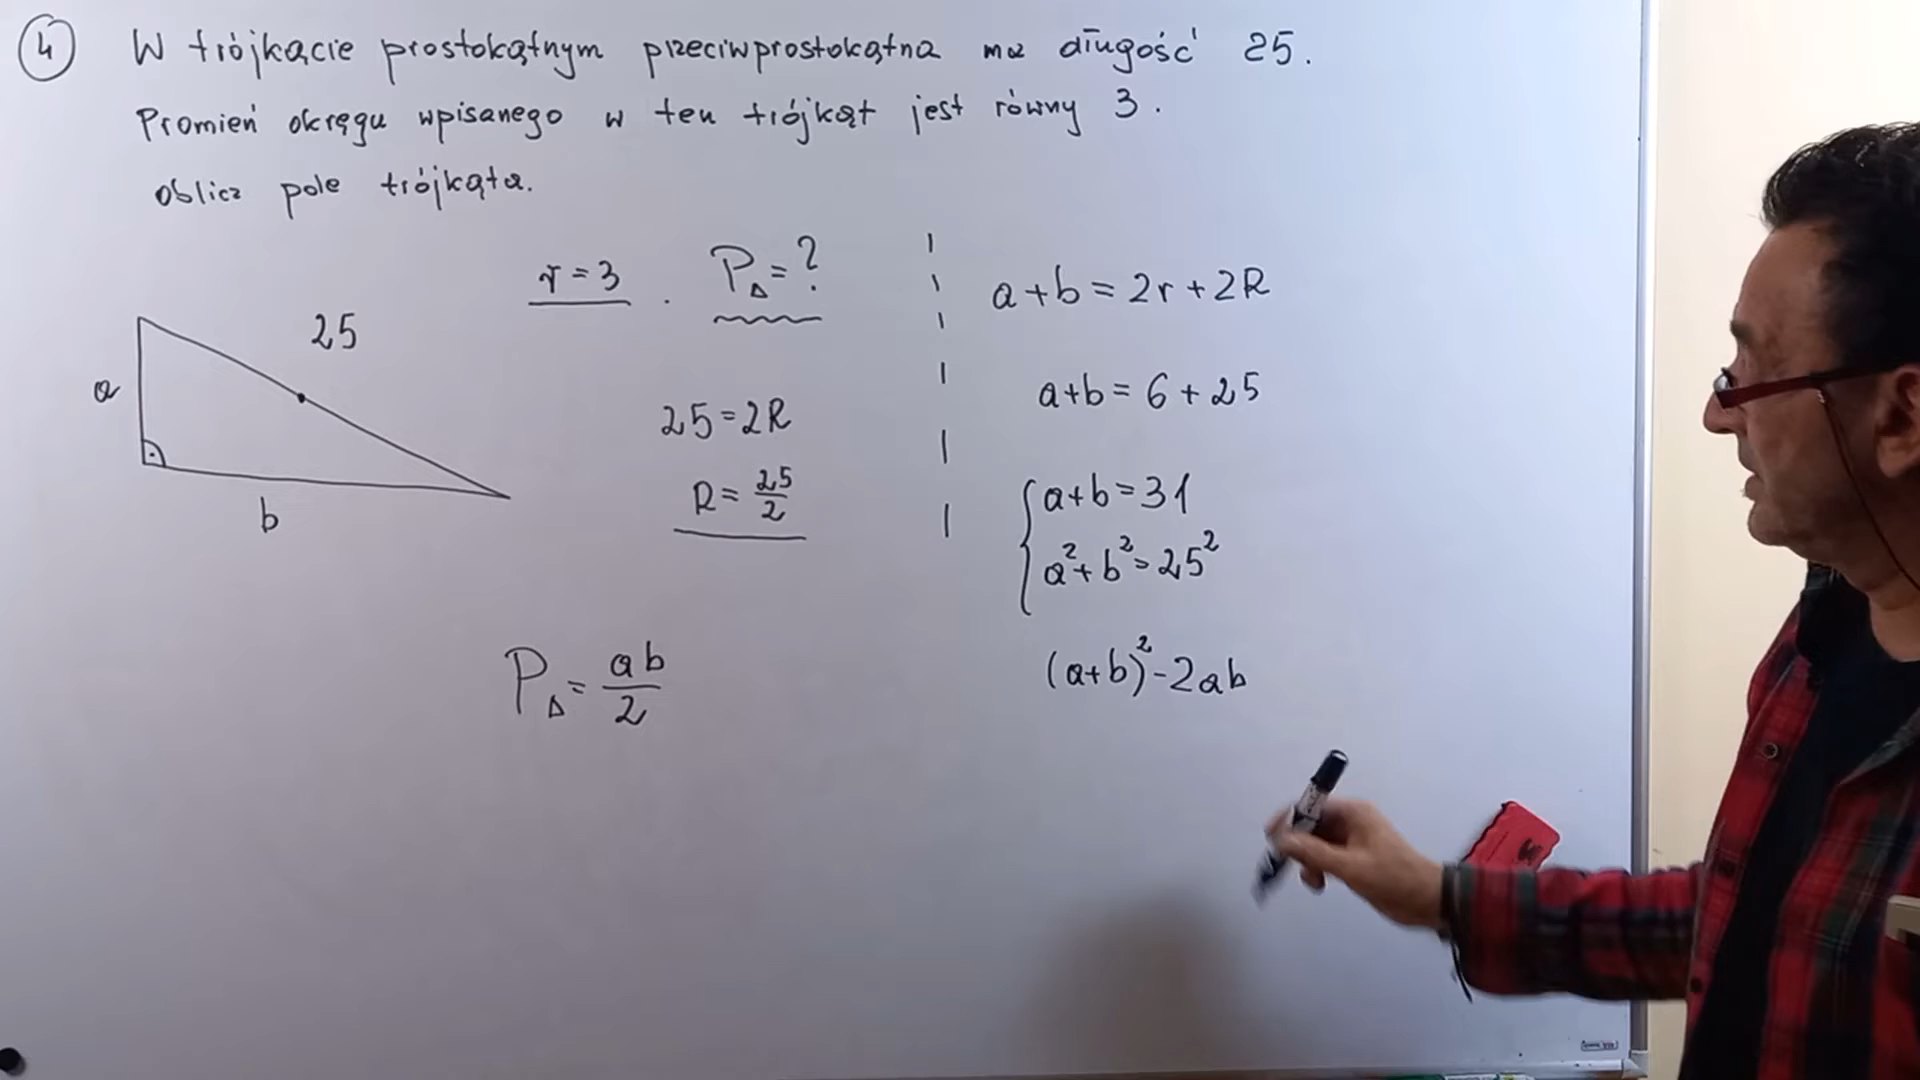 4 W trójkącie prostokątnym przeciwprostokątna ma długość 25.
Promień okręgu wpisanego w ten trójkąt jest równy 3.
Oblicz pole trójkąta.
r = 3 . P△ = ?
25
a
b
25 = 2R
R = 25/2
P△ = ab/2
a + b = 2r + 2R
a + b = 6 + 25
a + b = 31
a² + b² = 25²
(a+b)² - 2ab